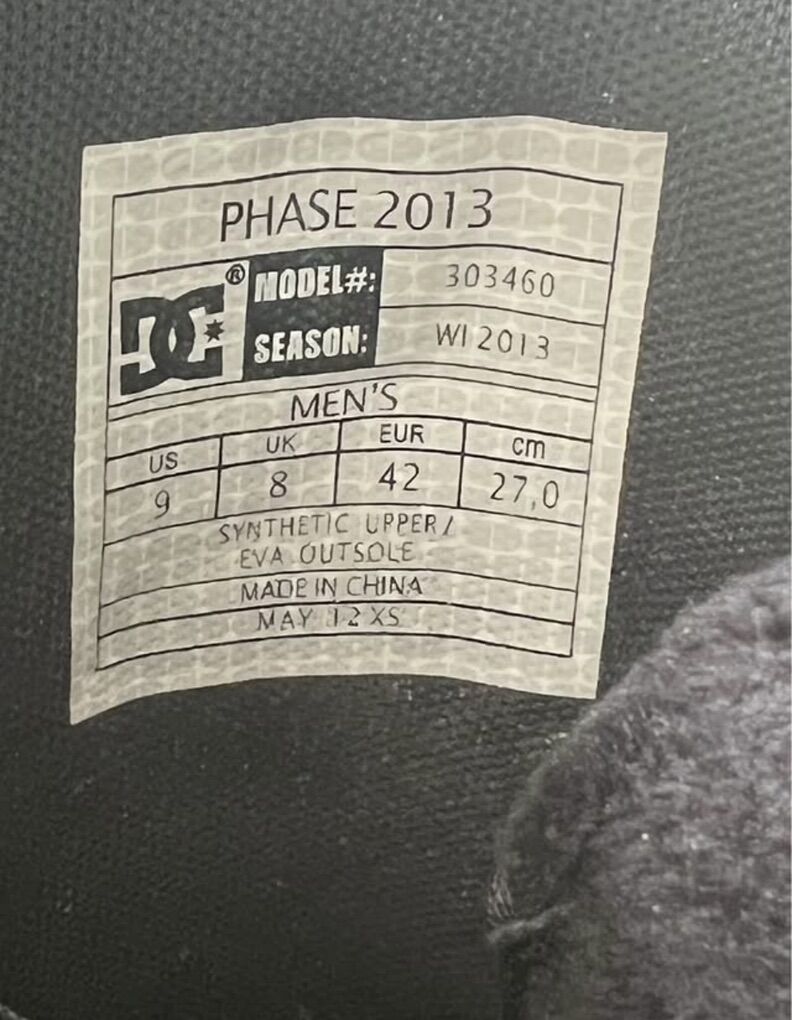 PHASE 2013
DC ® MODEL#: 303460
SEASON: WI 2013
MEN'S
US UK EUR cm
9 8 42 27,0
SYNTHETIC UPPER /
EVA OUTSOLE
MADE IN CHINA
MAY 12 XS